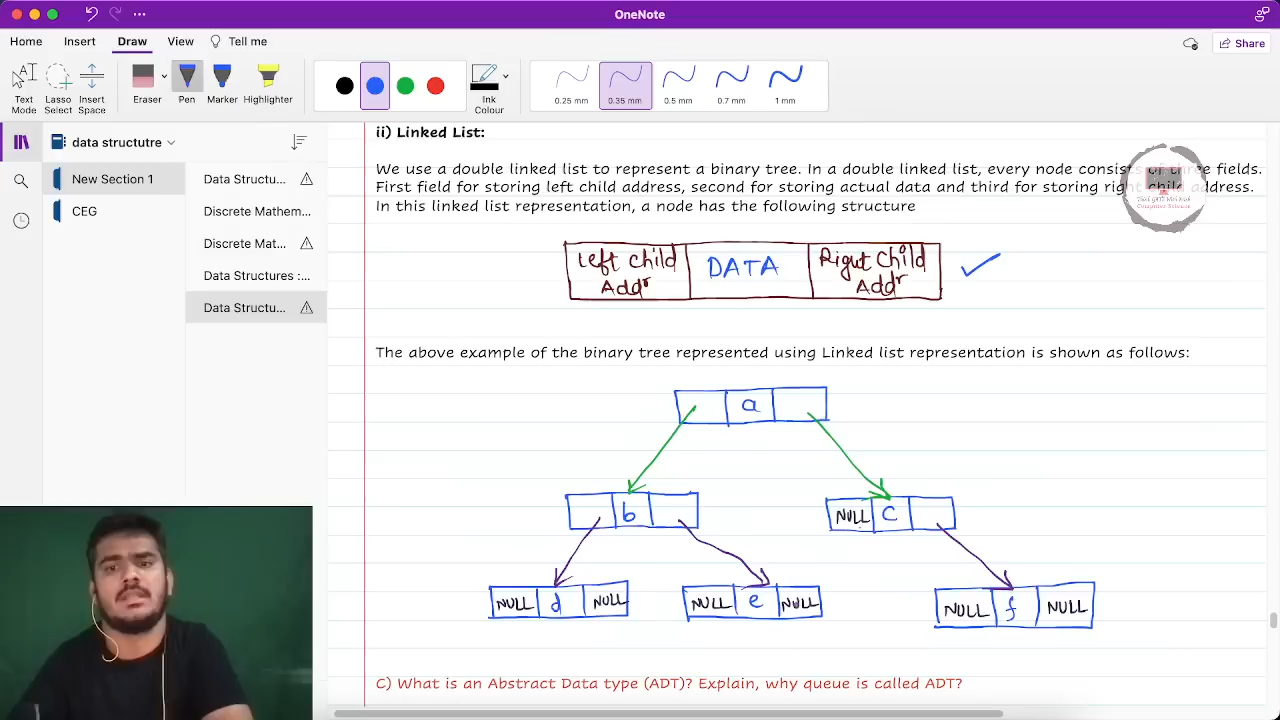 OneNote
Home Insert Draw View Tell me
Share
Text Mode
Lasso Select
Insert Space
Eraser
Pen
Marker
Highlighter
Ink Colour
0.25 mm
0.35 mm
0.5 mm
0.7 mm
1 mm
data structutre
New Section 1
CEG
Data Structu...
Discrete Mathem...
Discrete Mat...
Data Structures :...
Data Structu...
ii) Linked List:
We use a double linked list to represent a binary tree. In a double linked list, every node consists of three fields.
First field for storing left child address, second for storing actual data and third for storing right child address.
In this linked list representation, a node has the following structure
Left Child Addr
DATA
Right Child Addr
The above example of the binary tree represented using Linked list representation is shown as follows:
a
b
NULL C
NULL d NULL
NULL e NULL
NULL f NULL
C) What is an Abstract Data type (ADT)? Explain, why queue is called ADT?